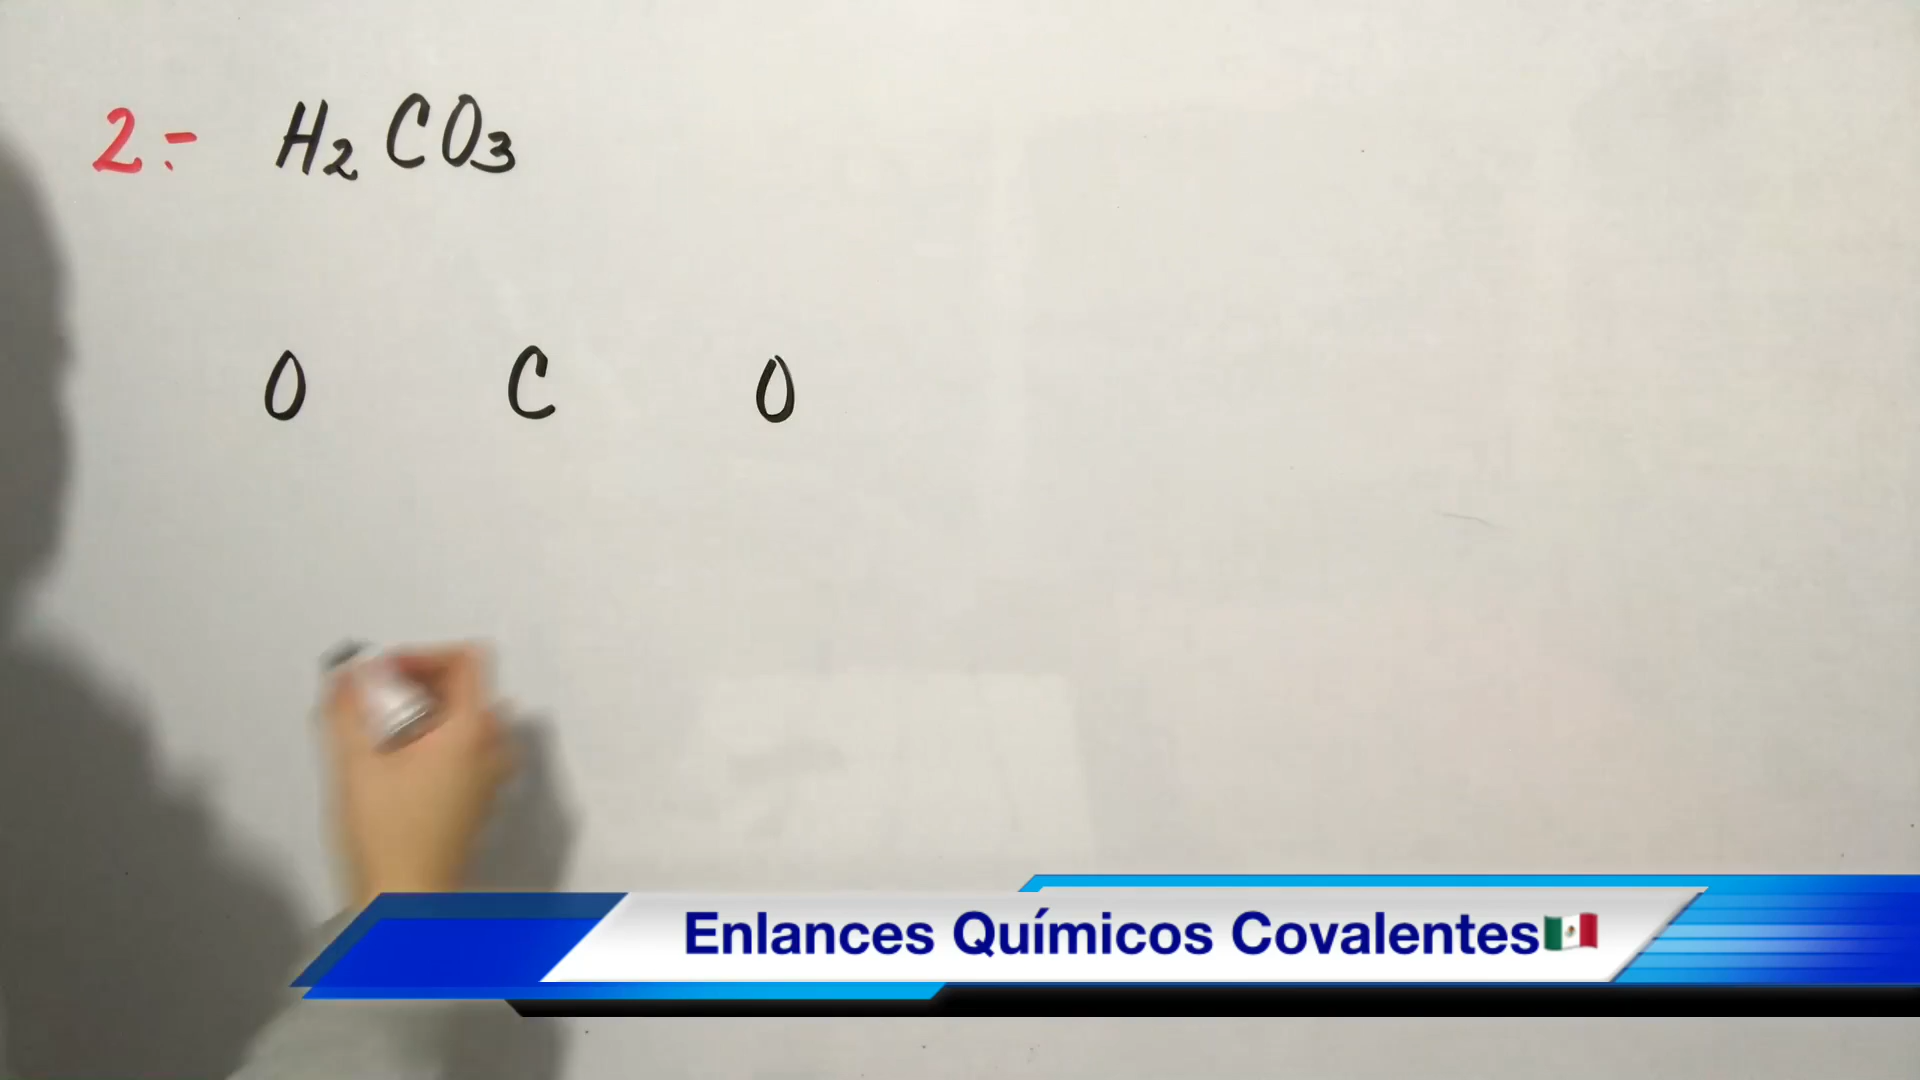 2.- H₂CO₃
O C O
Enlances Químicos Covalentes🇲🇽